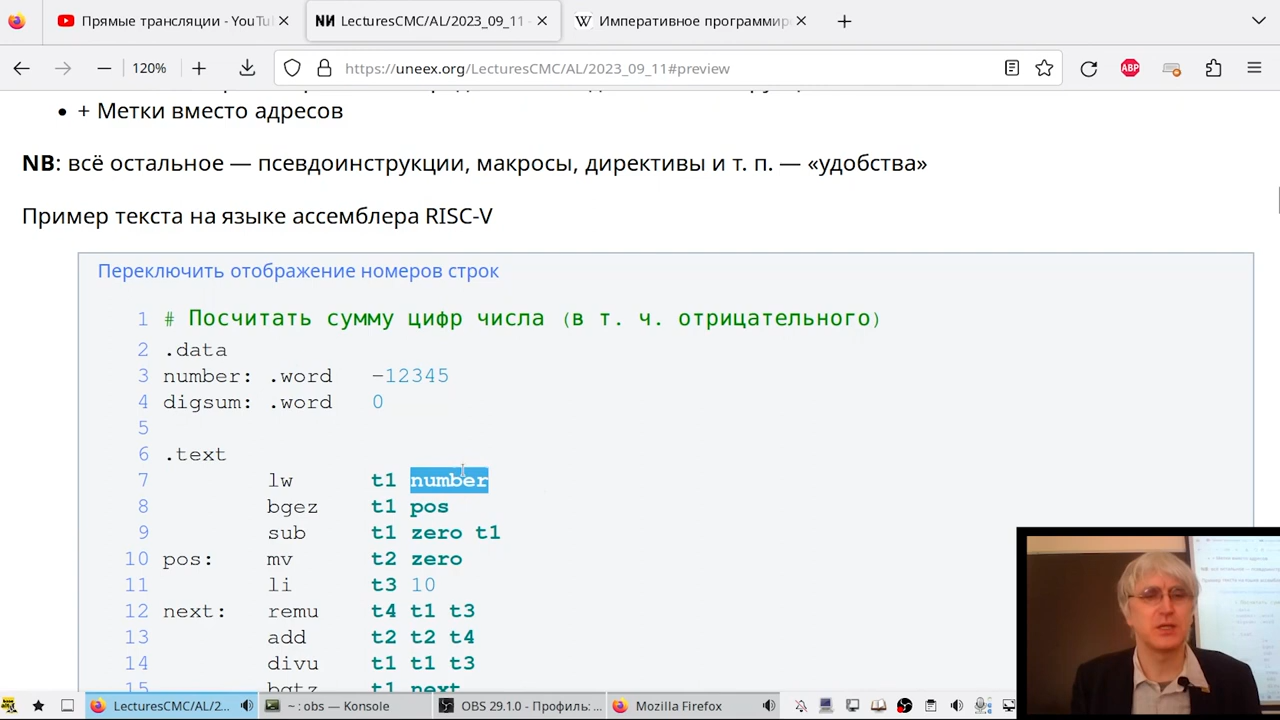 Прямые трансляции - YouTu
LecturesCMC/AL/2023_09_11 -
Императивное программир
120%
https://uneex.org/LecturesCMC/AL/2023_09_11#preview
ABP
• + Метки вместо адресов
NB: всё остальное — псевдоинструкции, макросы, директивы и т. п. — «удобства»
Пример текста на языке ассемблера RISC-V
Переключить отображение номеров строк
1 # Посчитать сумму цифр числа (в т. ч. отрицательного)
2 .data
3 number: .word -12345
4 digsum: .word 0
5
6 .text
7 lw t1 number
8 bgez t1 pos
9 sub t1 zero t1
10 pos: mv t2 zero
11 li t3 10
12 next: remu t4 t1 t3
13 add t2 t2 t4
14 divu t1 t1 t3
15 bgtz t1 next
LecturesCMC/AL/2...
~ : obs — Konsole
OBS 29.1.0 - Профиль: ...
Mozilla Firefox